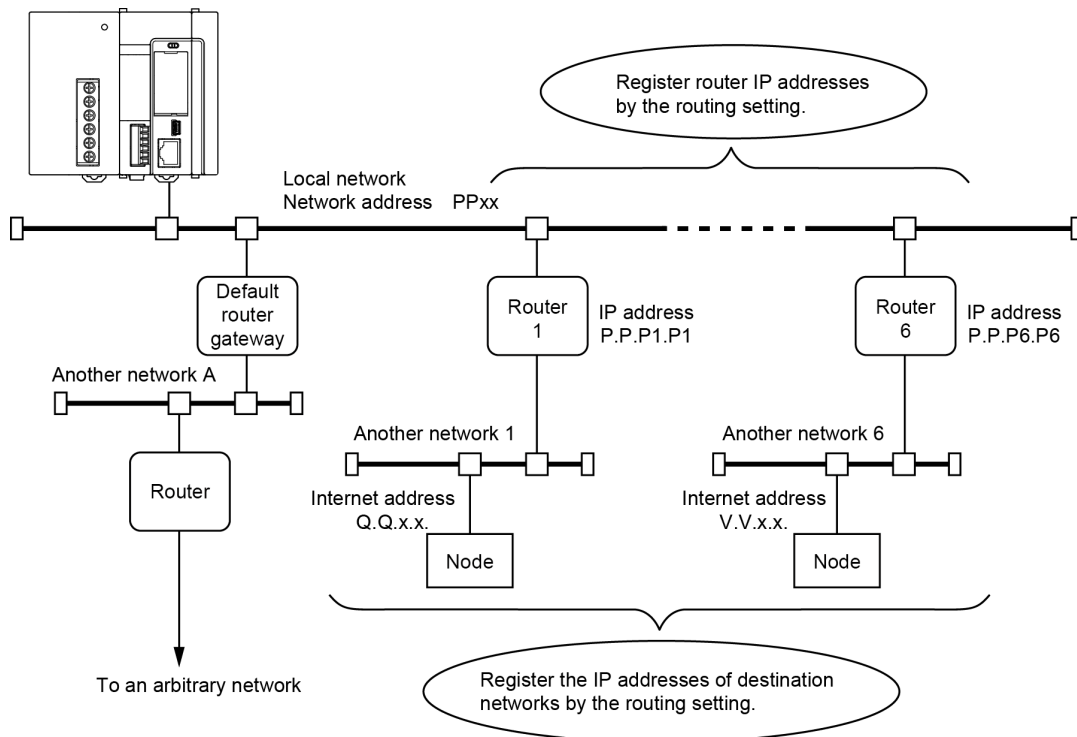 Register router IP addresses
by the routing setting.
Local network
Network address PPxx
Default
router
gateway
Router
1
IP address
P.P.P1.P1
Router
6
IP address
P.P.P6.P6
Another network A
Another network 1
Another network 6
Router
Internet address
Q.Q.x.x.
Internet address
V.V.x.x.
Node
Node
To an arbitrary network
Register the IP addresses of destination
networks by the routing setting.